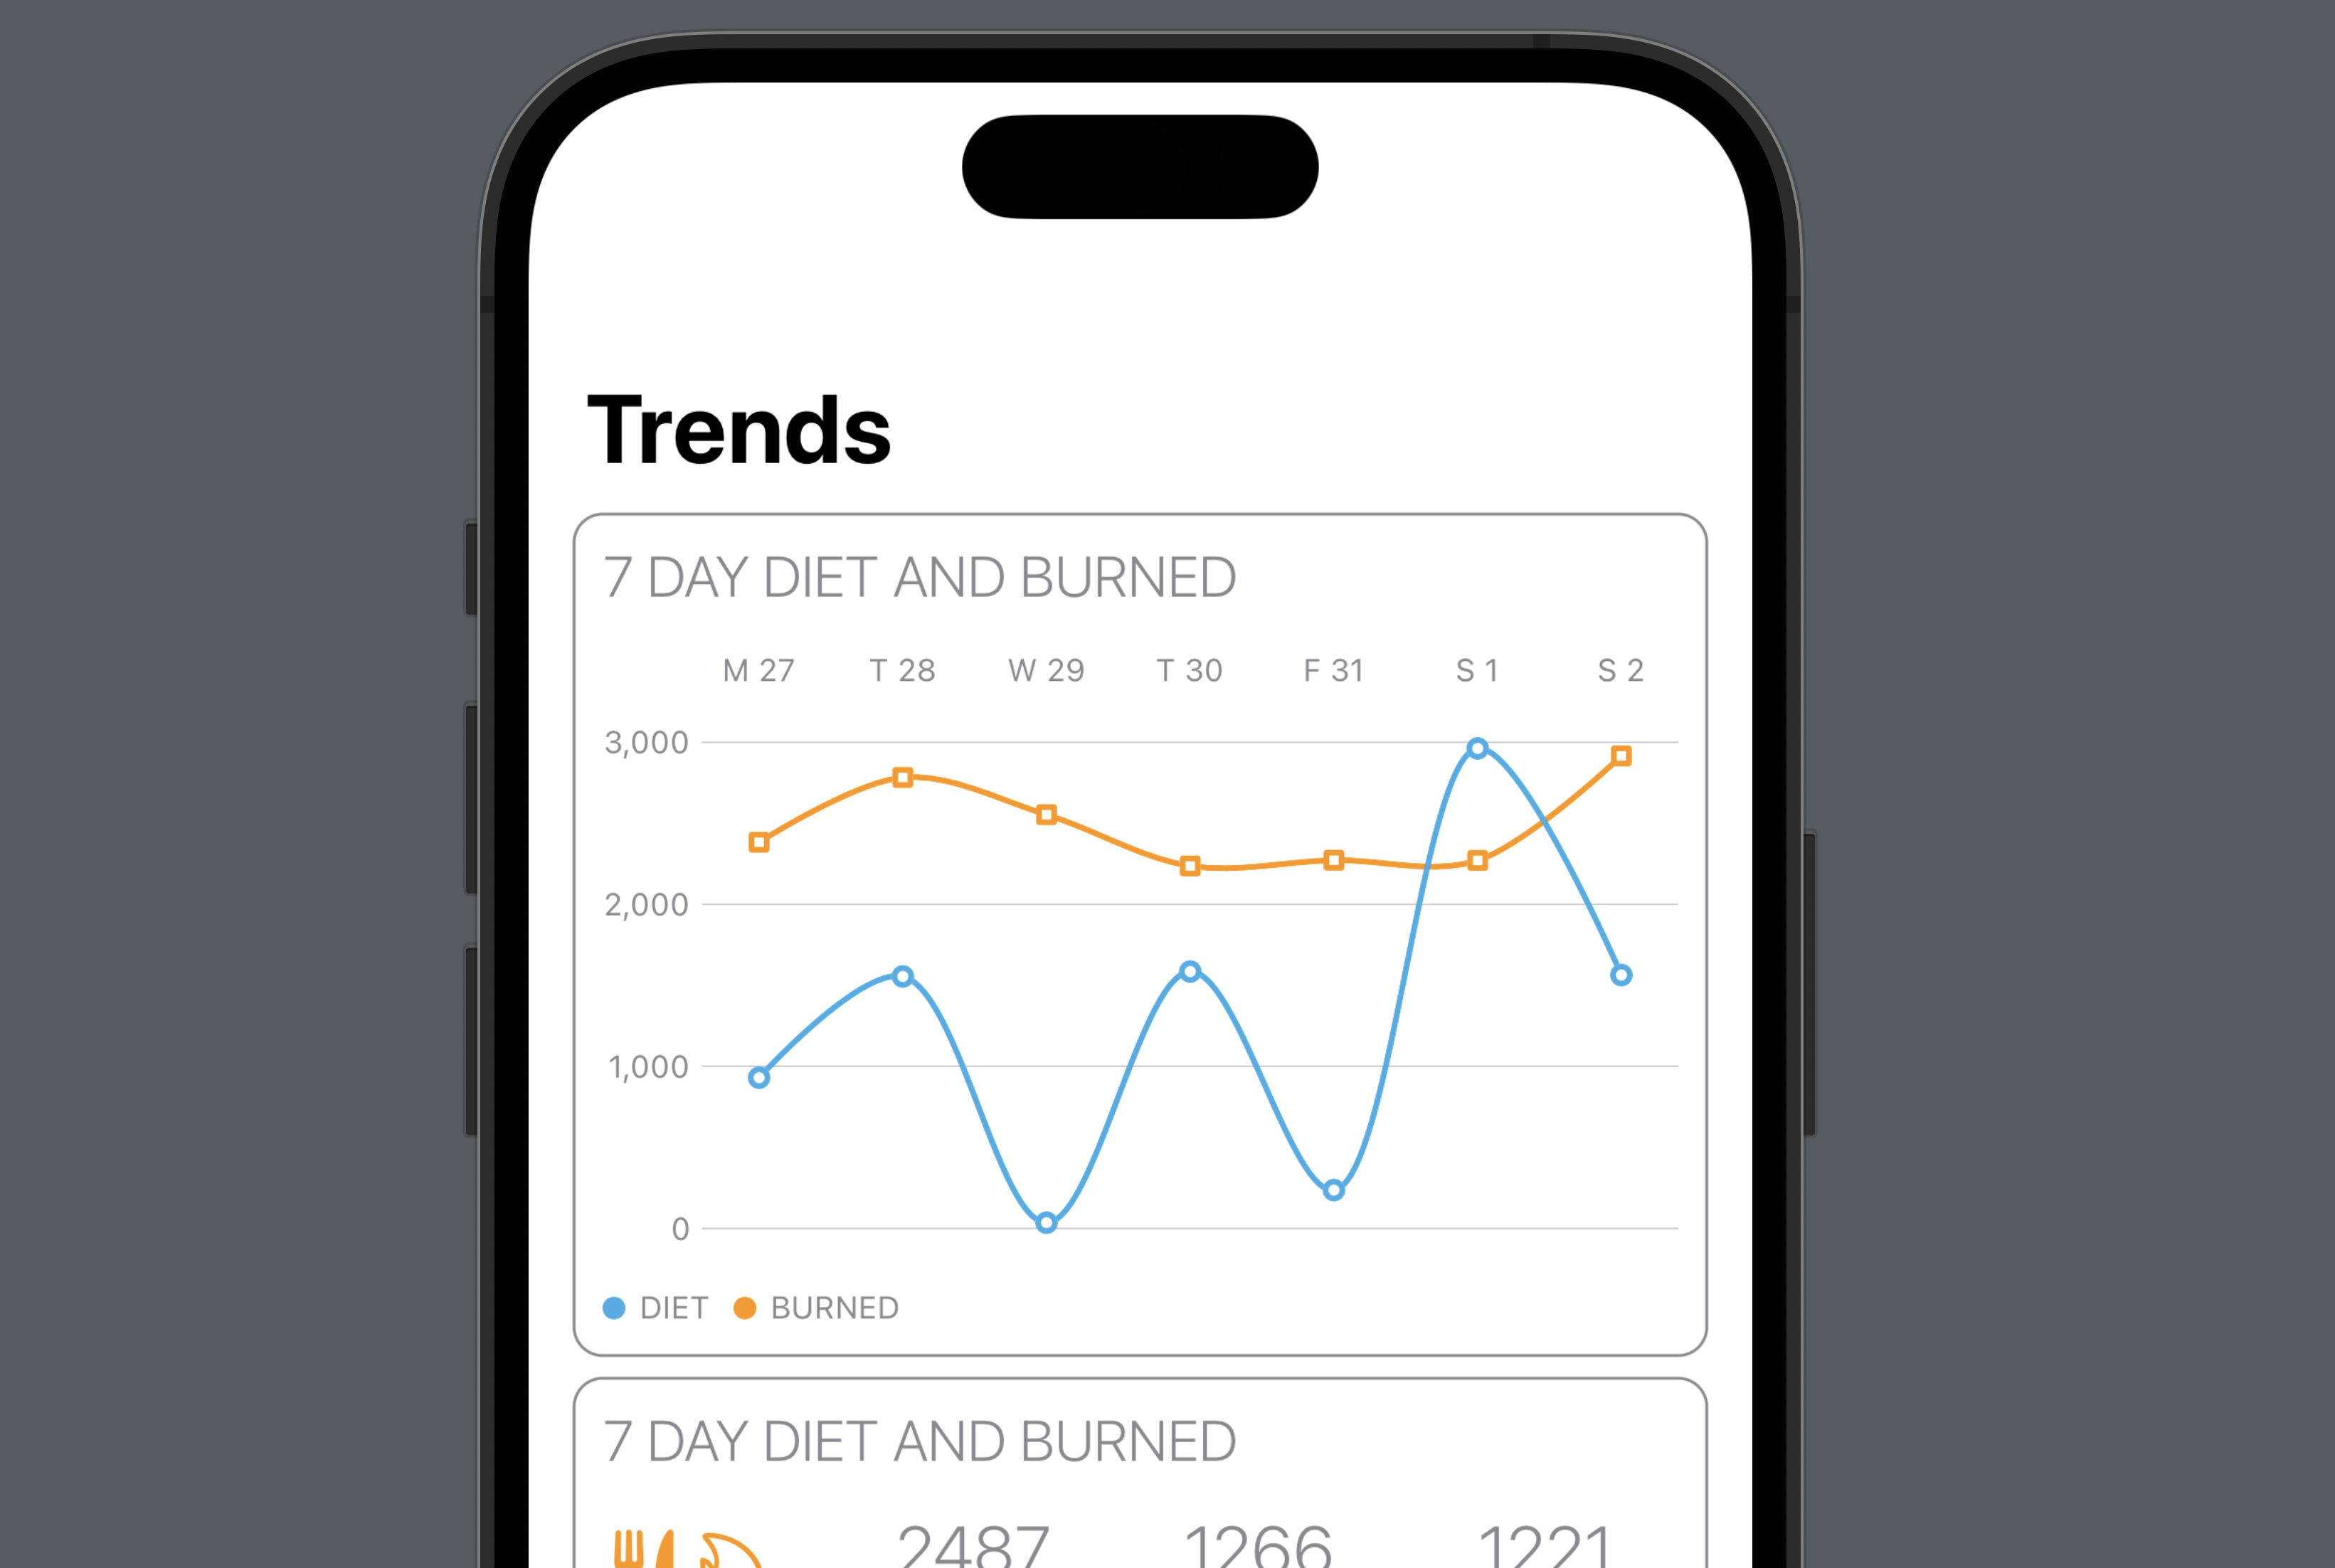 Trends
7 DAY DIET AND BURNED
M 27 T 28 W 29 T 30 F 31 S 1 S 2
3,000
2,000
1,000
0
DIET BURNED
7 DAY DIET AND BURNED
2487 1266 1221